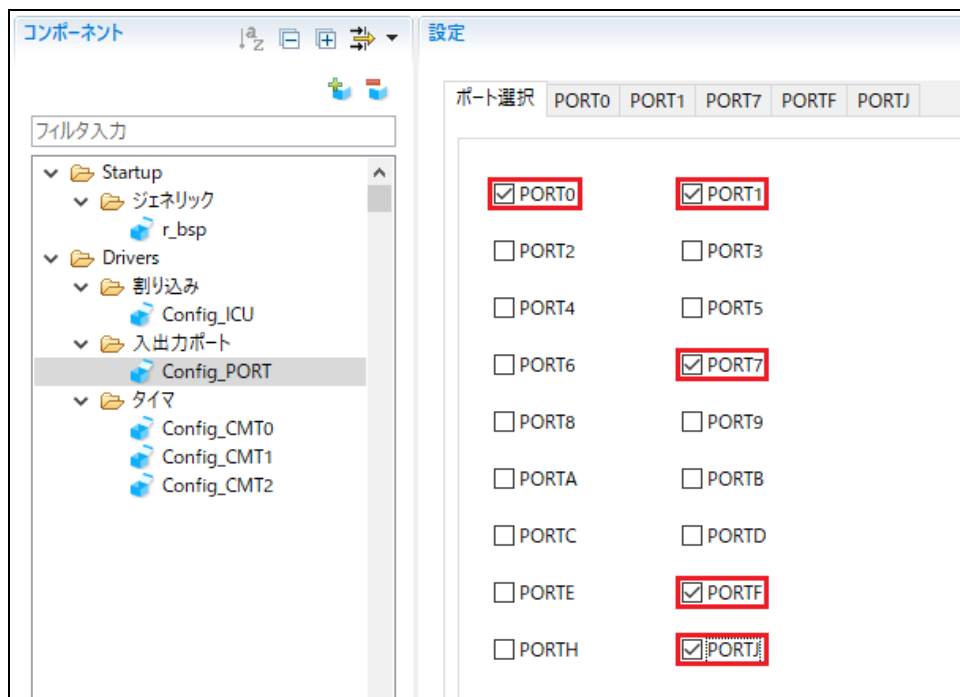 コンポーネント
フィルタ入力
Startup
ジェネリック
r_bsp
Drivers
割り込み
Config_ICU
入出力ポート
Config_PORT
タイマ
Config_CMT0
Config_CMT1
Config_CMT2
設定
ポート選択 PORT0 PORT1 PORT7 PORTF PORTJ
PORT0 PORT1
PORT2 PORT3
PORT4 PORT5
PORT6 PORT7
PORT8 PORT9
PORTA PORTB
PORTC PORTD
PORTE PORTF
PORTH PORTJ